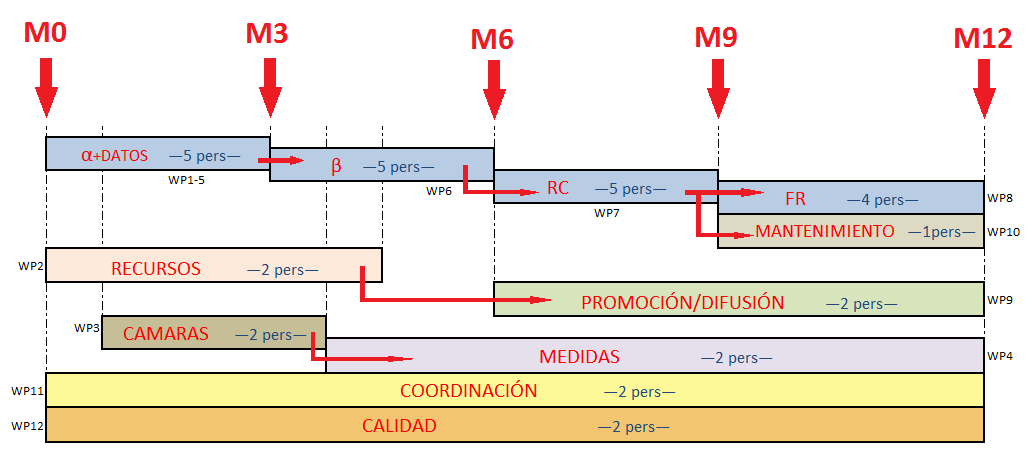 M0
M3
M6
M9
M12
α+DATOS —5 pers—
WP1-5
β —5 pers—
WP6
RC —5 pers—
WP7
FR —4 pers—
WP8
MANTENIMIENTO —1pers—
WP10
WP2
RECURSOS —2 pers—
PROMOCIÓN/DIFUSIÓN —2 pers—
WP9
WP3
CAMARAS —2 pers—
MEDIDAS —2 pers—
WP4
WP11
COORDINACIÓN —2 pers—
WP12
CALIDAD —2 pers—